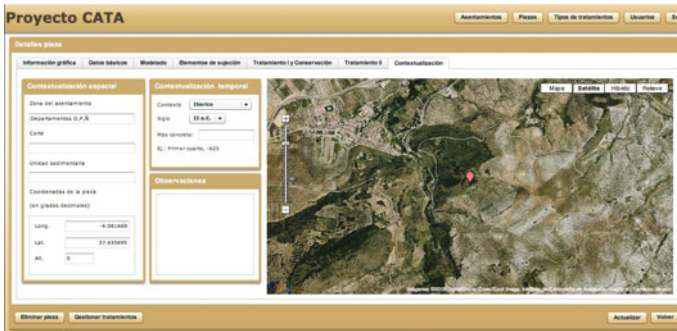 Proyecto CATA
Asentamientos Piezas Tipos de tratamientos Usuarios
Detalles pieza
Información gráfica Datos básicos Modelado Elementos de sujeción Tratamiento I y Conservación Tratamiento II Contextualización
Contextualización espacial
Zona del asentamiento
Departamentos O,P,Ñ
Corte
Unidad sedimentaria
Coordenadas de la pieza
(en grados decimales)
Long. -4.081669
Lat. 37.435695
Alt. 0
Contextualización temporal
Contexto Iberico
Siglo II a.C.
Más concreto:
Ej.: Primer cuarto, -625
Observaciones
Mapa Satélite Híbrido Relieve
Eliminar pieza Gestionar tratamientos
Actualizar Volver